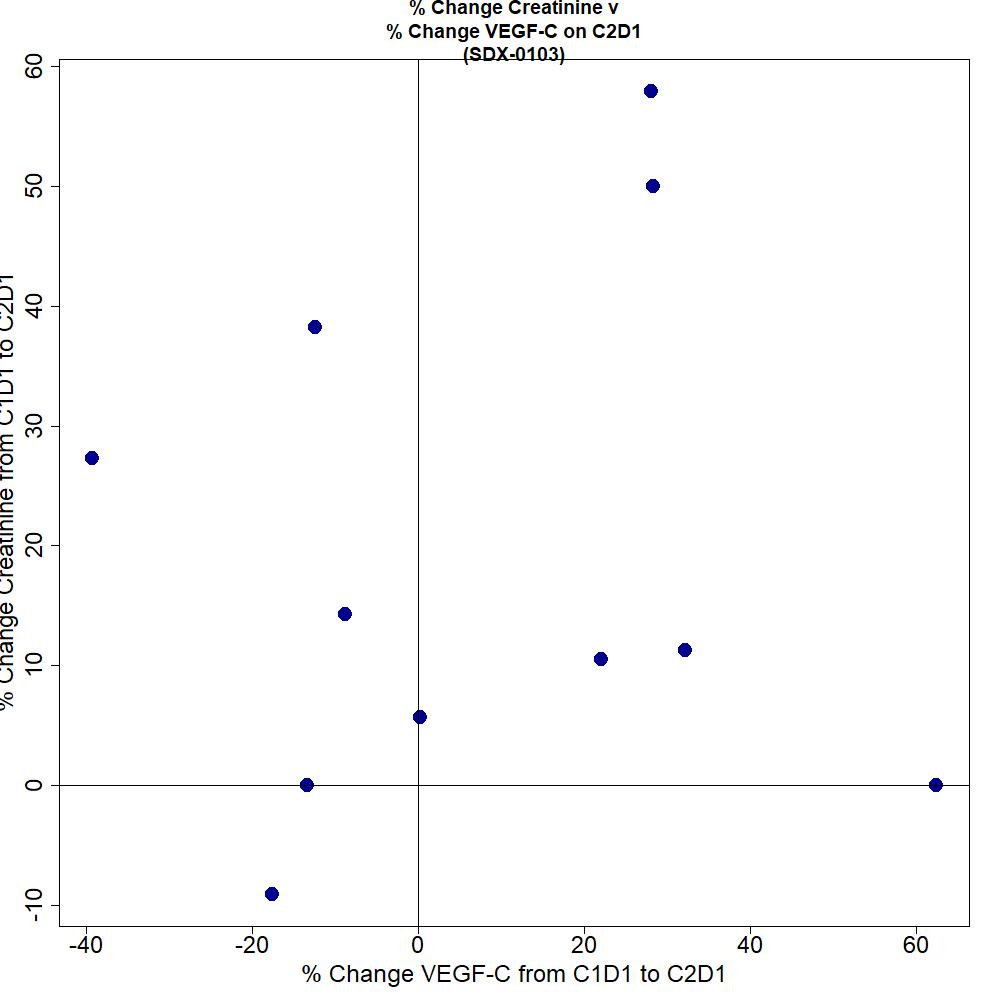 % Change Creatinine v
% Change VEGF-C on C2D1
(SDX-0103)
% Change Creatinine from C1D1 to C2D1
60
50
40
30
20
10
0
-10
-40
-20
0
20
40
60
% Change VEGF-C from C1D1 to C2D1